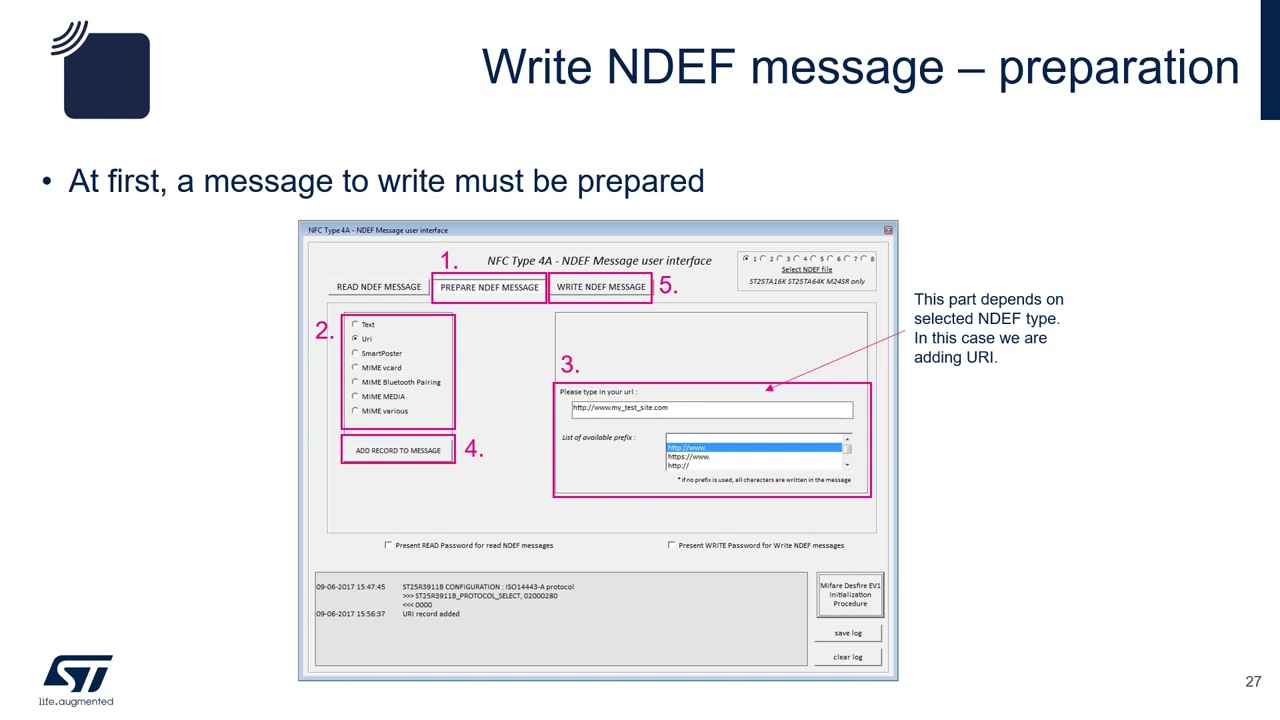 Write NDEF message – preparation
• At first, a message to write must be prepared
NFC Type 4A - NDEF Message user interface
1.
NFC Type 4A - NDEF Message user interface
1 2 3 4 5 6 7 8
Select NDEF file
ST25TA16K ST25TA64K M24SR only
READ NDEF MESSAGE
PREPARE NDEF MESSAGE
WRITE NDEF MESSAGE
5.
2.
Text
Uri
SmartPoster
MIME vcard
MIME Bluetooth Pairing
MIME MEDIA
MIME various
ADD RECORD TO MESSAGE
4.
3.
Please type in your url :
http://www.my_test_site.com
List of available prefix :
http://www.
https://www.
http://
* if no prefix is used, all characters are written in the message
This part depends on
selected NDEF type.
In this case we are
adding URI.
Present READ Password for read NDEF messages
Present WRITE Password for Write NDEF messages
09-06-2017 15:47:45 ST25R3911B CONFIGURATION : ISO14443-A protocol
>>> ST25R3911B_PROTOCOL_SELECT, 02000280
<<< 0000
09-06-2017 15:56:37 URI record added
Mifare Desfire EV1
Initialization
Procedure
save log
clear log
ST
life.augmented
27